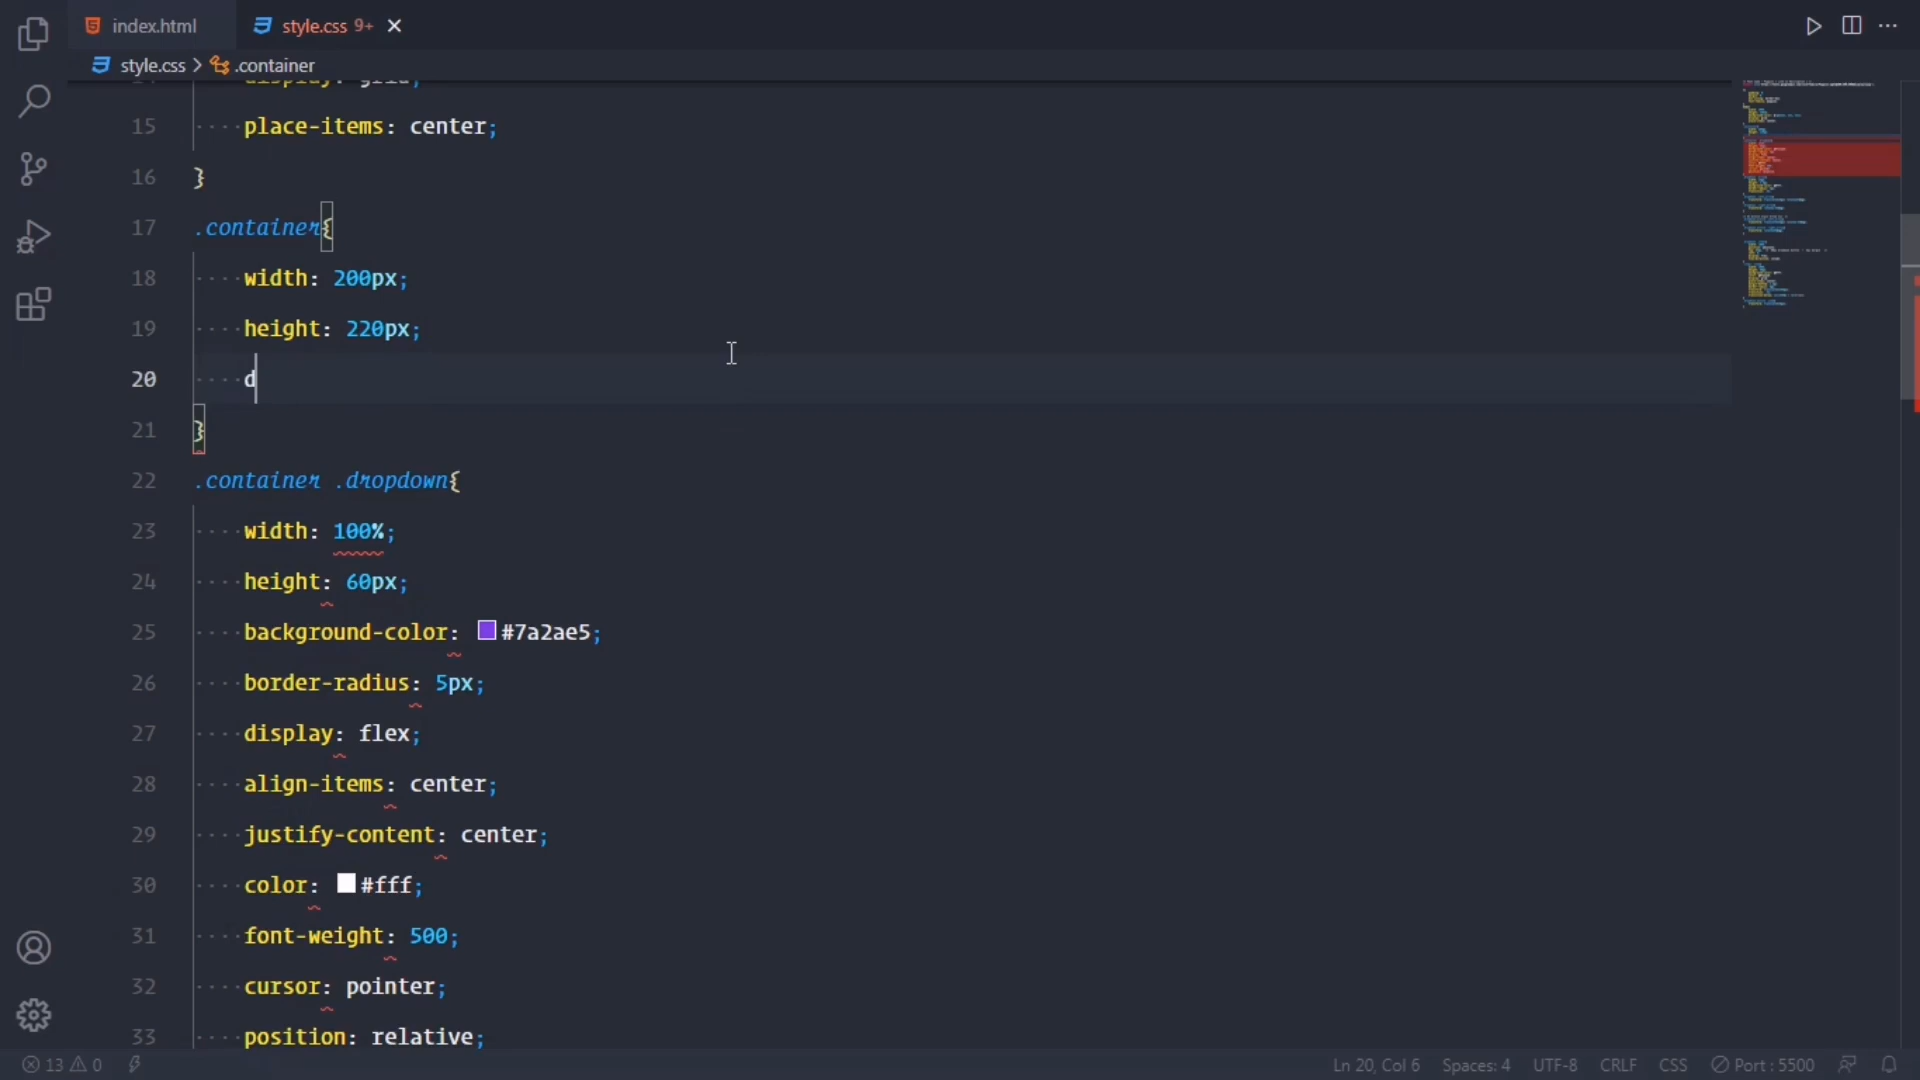 index.html
style.css 9+
style.css > .container
display: grid;
15 place-items: center;
16 }
17 .container{
18 width: 200px;
19 height: 220px;
20 d
21 }
22 .container .dropdown{
23 width: 100%;
24 height: 60px;
25 background-color: #7a2ae5;
26 border-radius: 5px;
27 display: flex;
28 align-items: center;
29 justify-content: center;
30 color: #fff;
31 font-weight: 500;
32 cursor: pointer;
33 position: relative;
13 0
Ln 20, Col 6 Spaces: 4 UTF-8 CRLF CSS Port : 5500